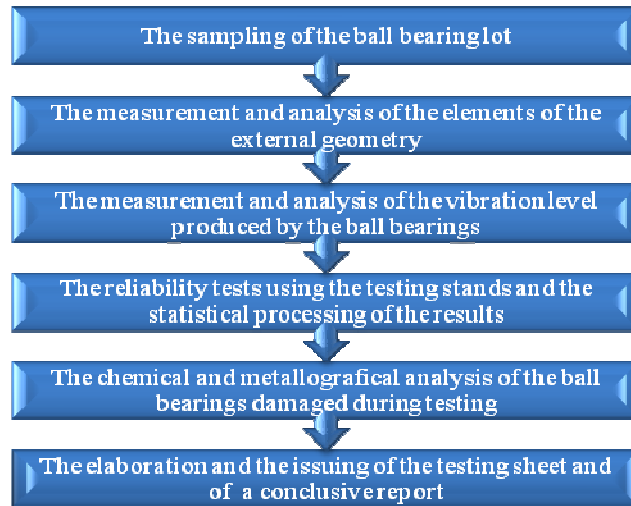 The sampling of the ball bearing lot
The measurement and analysis of the elements of the
external geometry
The measurement and analysis of the vibration level
produced by the ball bearings
The reliability tests using the testing stands and the
statistical processing of the results
The chemical and metallografical analysis of the ball
bearings damaged during testing
The elaboration and the issuing of the testing sheet and
of a conclusive report